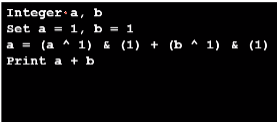 Integer a, b
Set a = 1, b = 1
a = (a ^ 1) & (1) + (b ^ 1) & (1)
Print a + b